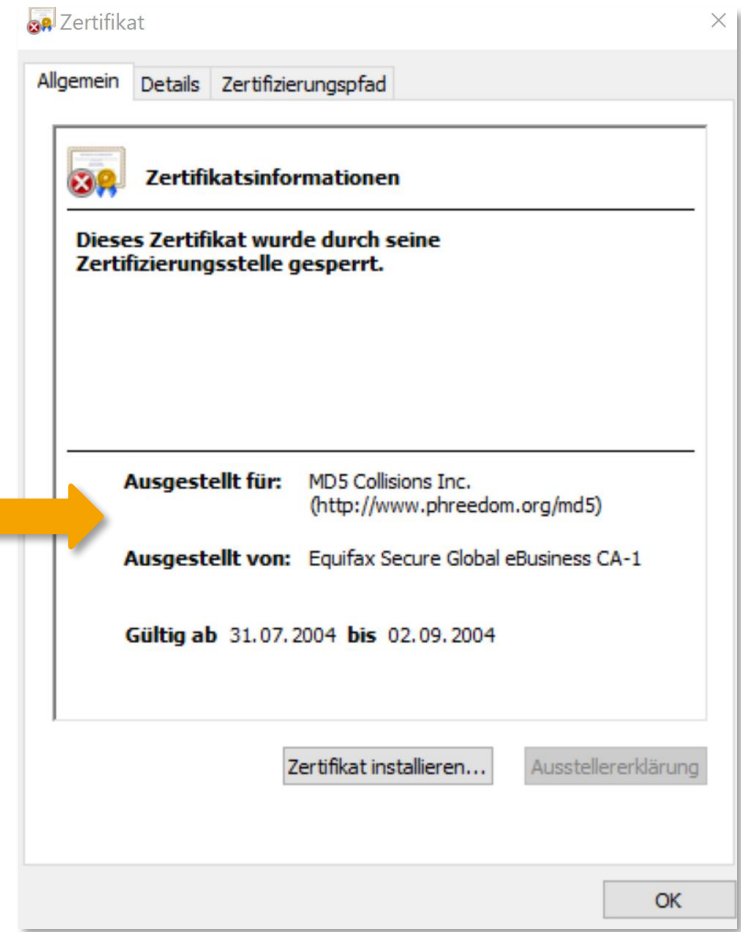 Zertifikat
Allgemein Details Zertifizierungspfad
Zertifikatsinformationen
Dieses Zertifikat wurde durch seine
Zertifizierungsstelle gesperrt.
Ausgestellt für: MD5 Collisions Inc.
(http://www.phreedom.org/md5)
Ausgestellt von: Equifax Secure Global eBusiness CA-1
Gültig ab 31.07.2004 bis 02.09.2004
Zertifikat installieren... Ausstellererklärung
OK